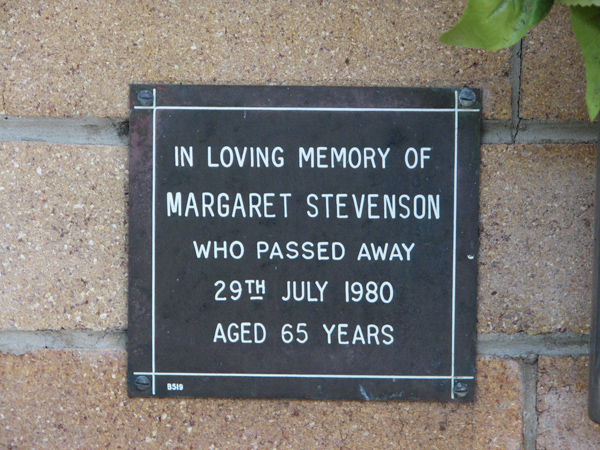 IN LOVING MEMORY OF
MARGARET STEVENSON
WHO PASSED AWAY
29TH JULY 1980
AGED 65 YEARS
B519